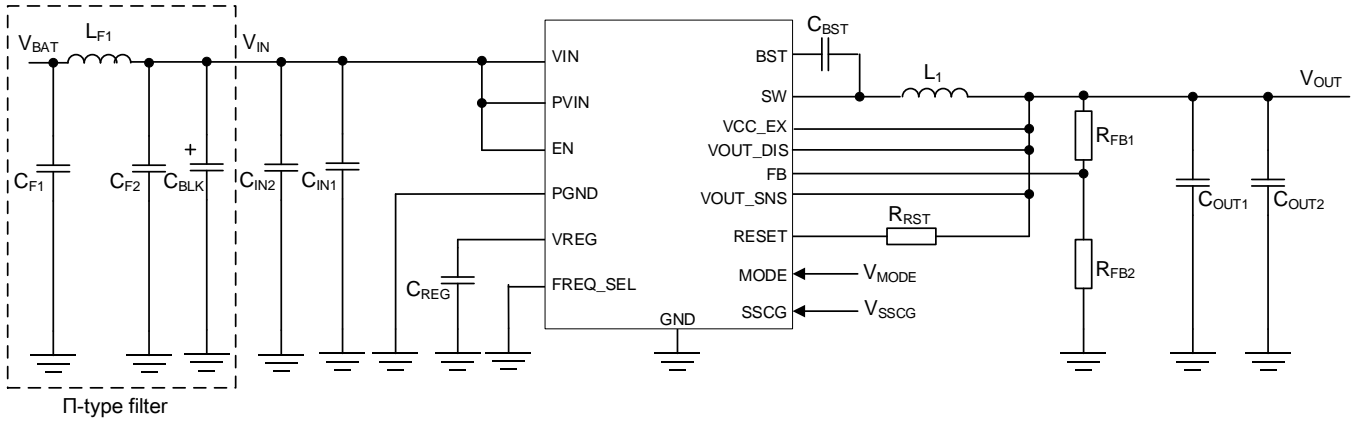 V_BAT
L_F1
C_F1
C_F2
+
C_BLK
Π-type filter
V_IN
C_IN2
C_IN1
C_REG
VIN
PVIN
EN
PGND
VREG
FREQ_SEL
GND
BST
SW
VCC_EX
VOUT_DIS
FB
VOUT_SNS
RESET
MODE
SSCG
C_BST
L_1
R_RST
V_MODE
V_SSCG
R_FB1
R_FB2
V_OUT
C_OUT1
C_OUT2